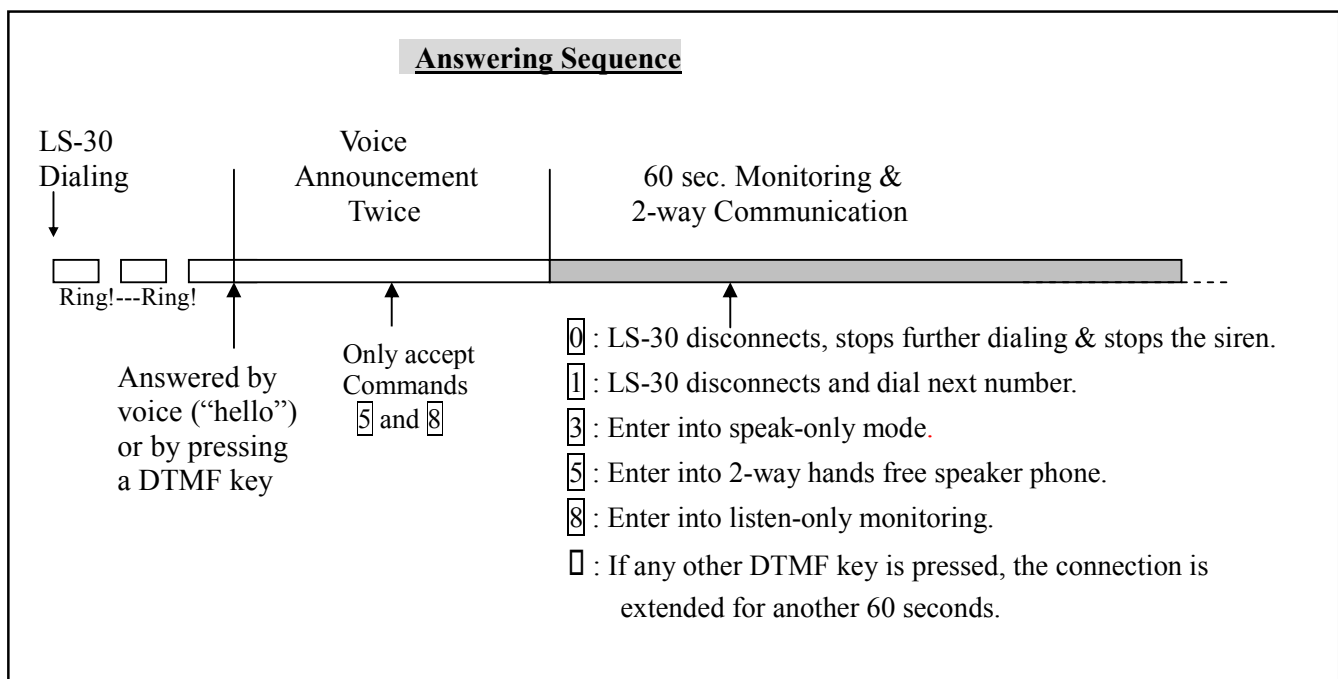 Answering Sequence
LS-30
Dialing
Voice
Announcement
Twice
60 sec. Monitoring &
2-way Communication
Ring!---Ring!
Answered by
voice (“hello”)
or by pressing
a DTMF key
Only accept
Commands
5 and 8
0 : LS-30 disconnects, stops further dialing & stops the siren.
1 : LS-30 disconnects and dial next number.
3 : Enter into speak-only mode.
5 : Enter into 2-way hands free speaker phone.
8 : Enter into listen-only monitoring.
: If any other DTMF key is pressed, the connection is
extended for another 60 seconds.